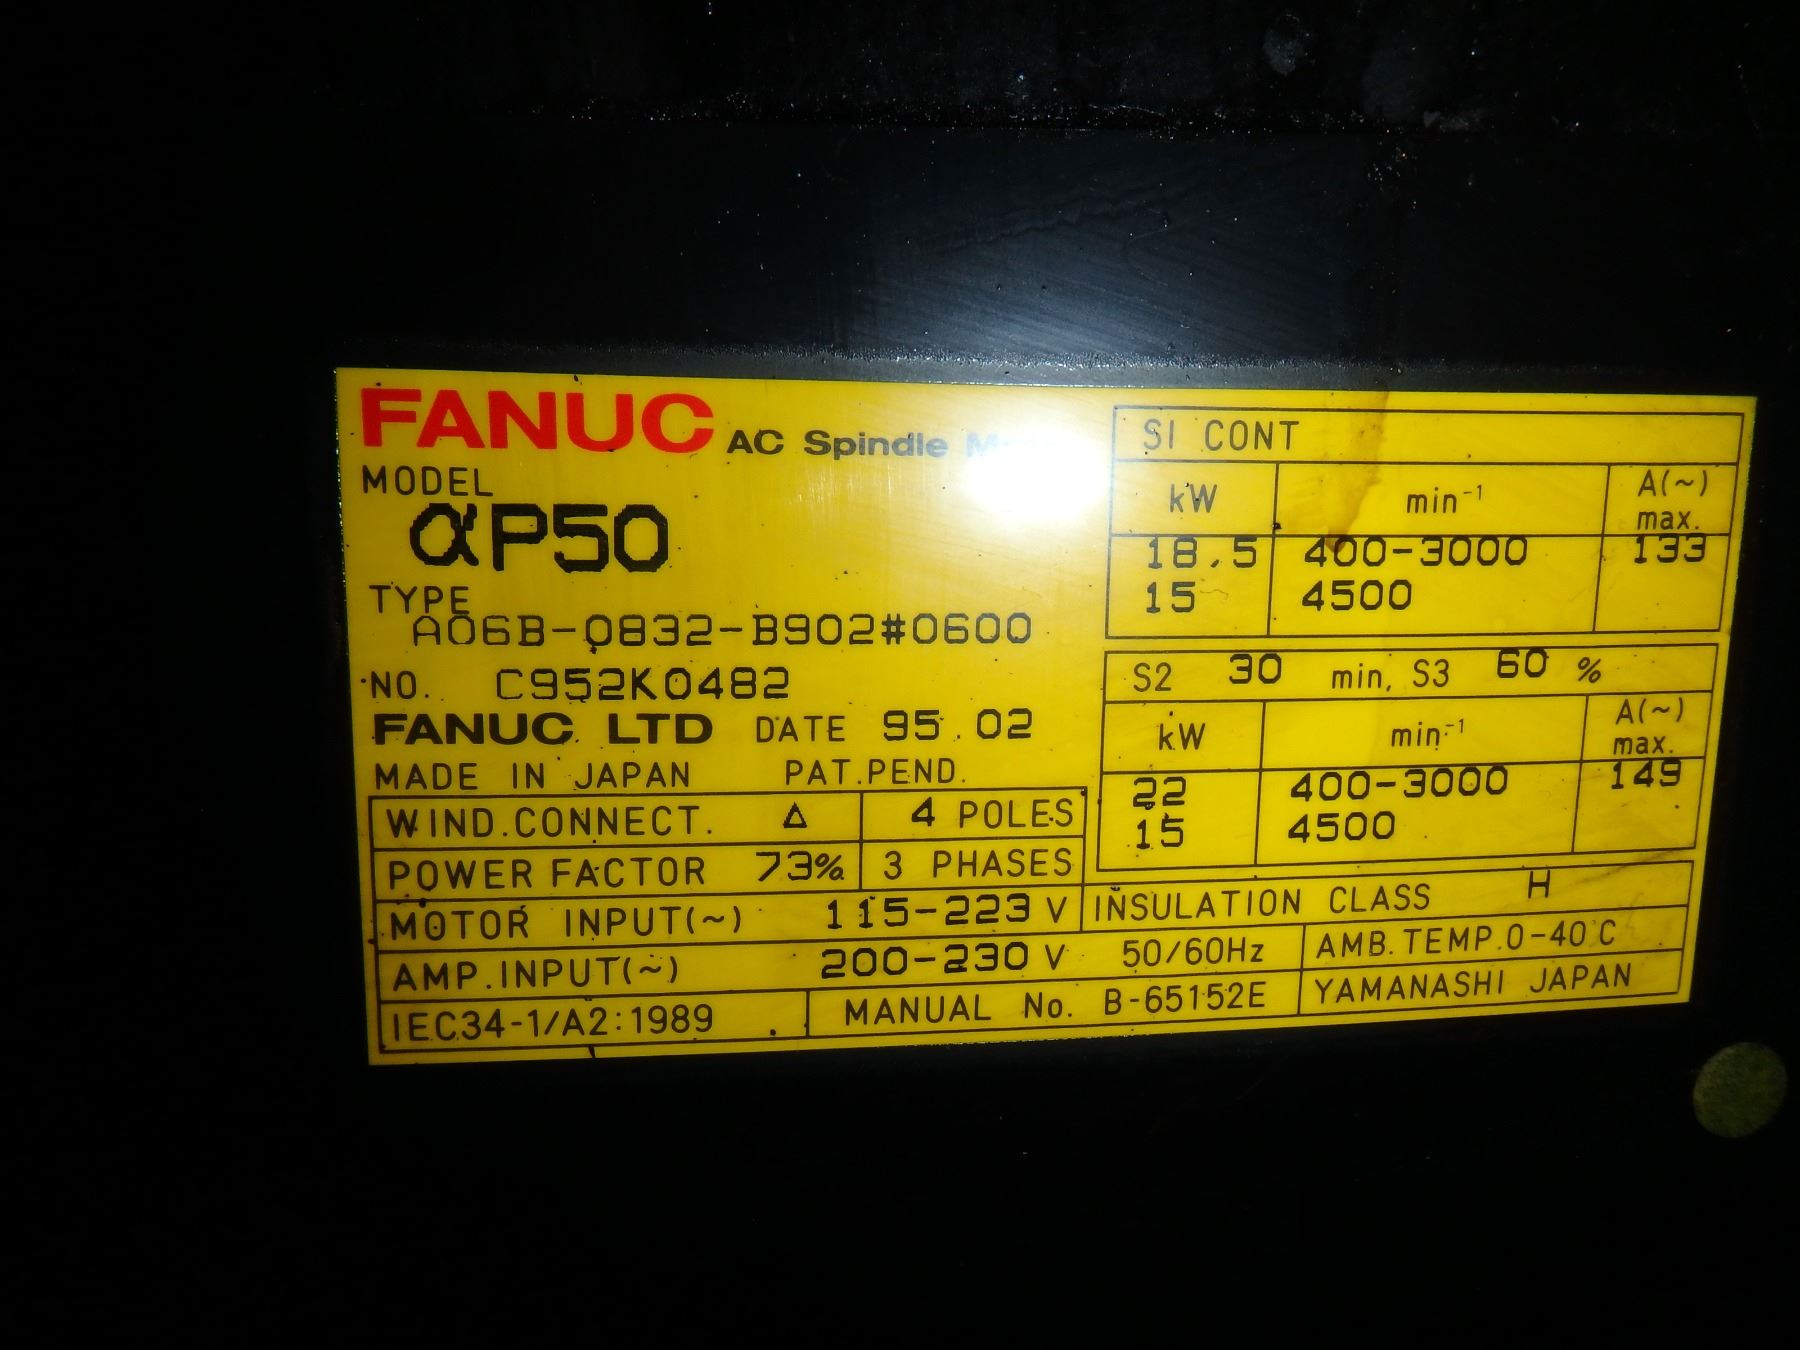 FANUC AC Spindle
MODEL
αP50
TYPE
A06B-0832-B902#0600
NO. C952K0482
FANUC LTD DATE 95.02
MADE IN JAPAN PAT.PEND.
WIND.CONNECT. Δ 4 POLES
POWER FACTOR 73% 3 PHASES
MOTOR INPUT(~) 115-223 V
AMP.INPUT(~) 200-230 V 50/60Hz
IEC34-1/A2:1989 MANUAL No. B-65152E
S1 CONT
kW min⁻¹ A(~) max.
18.5 400-3000 133
15 4500
S2 30 min, S3 60 %
kW min⁻¹ A(~) max.
22 400-3000 149
15 4500
INSULATION CLASS H
AMB.TEMP.0-40°C
YAMANASHI JAPAN